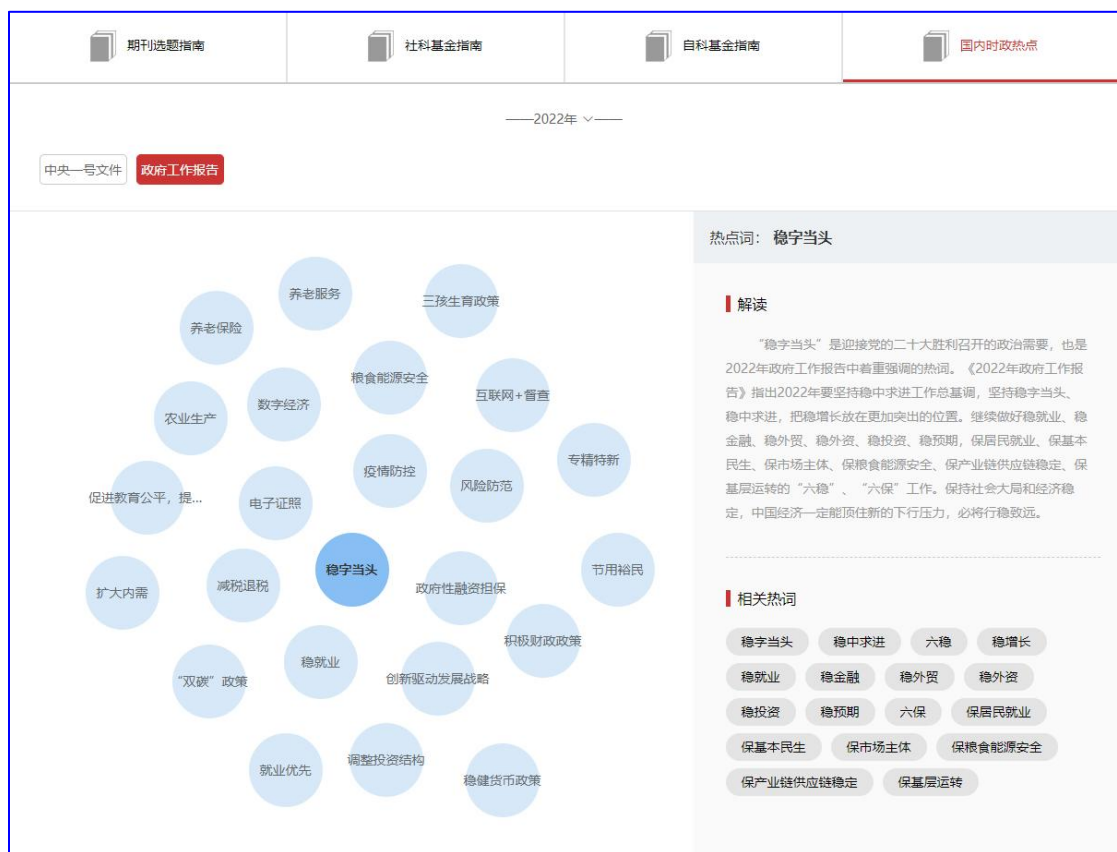 期刊选题指南
社科基金指南
自科基金指南
国内时政热点
——2022年 ——
中央一号文件
政府工作报告
养老服务
三孩生育政策
养老保险
粮食能源安全
互联网+督查
数字经济
农业生产
专精特新
疫情防控
风险防范
促进教育公平，提...
电子证照
稳字当头
节用裕民
减税退税
政府性融资担保
扩大内需
积极财政政策
稳就业
创新驱动发展战略
“双碳”政策
调整投资结构
就业优先
稳健货币政策
热点词： 稳字当头
解读
“稳字当头”是迎接党的二十大胜利召开的政治需要，也是
2022年政府工作报告中着重强调的热词。《2022年政府工作报
告》指出2022年要坚持稳中求进工作总基调，坚持稳字当头、
稳中求进，把稳增长放在更加突出的位置。继续做好稳就业、稳
金融、稳外贸、稳外资、稳投资、稳预期，保居民就业、保基本
民生、保市场主体、保粮食能源安全、保产业链供应链稳定、保
基层运转的“六稳”、“六保”工作。保持社会大局和经济稳
定，中国经济一定能顶住新的下行压力，必将行稳致远。
相关热词
稳字当头 稳中求进 六稳 稳增长
稳就业 稳金融 稳外贸 稳外资
稳投资 稳预期 六保 保居民就业
保基本民生 保市场主体 保粮食能源安全
保产业链供应链稳定 保基层运转